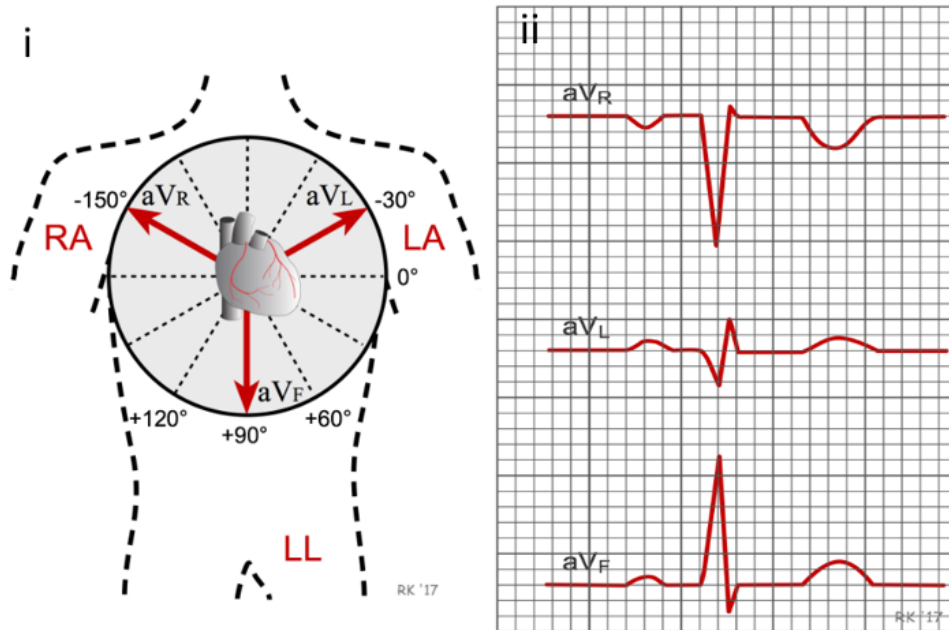 i
aVR
aVL
-150°
-30°
RA
LA
0°
aVF
+120°
+60°
+90°
LL
RK '17
ii
aVR
aVL
aVF
RK '17